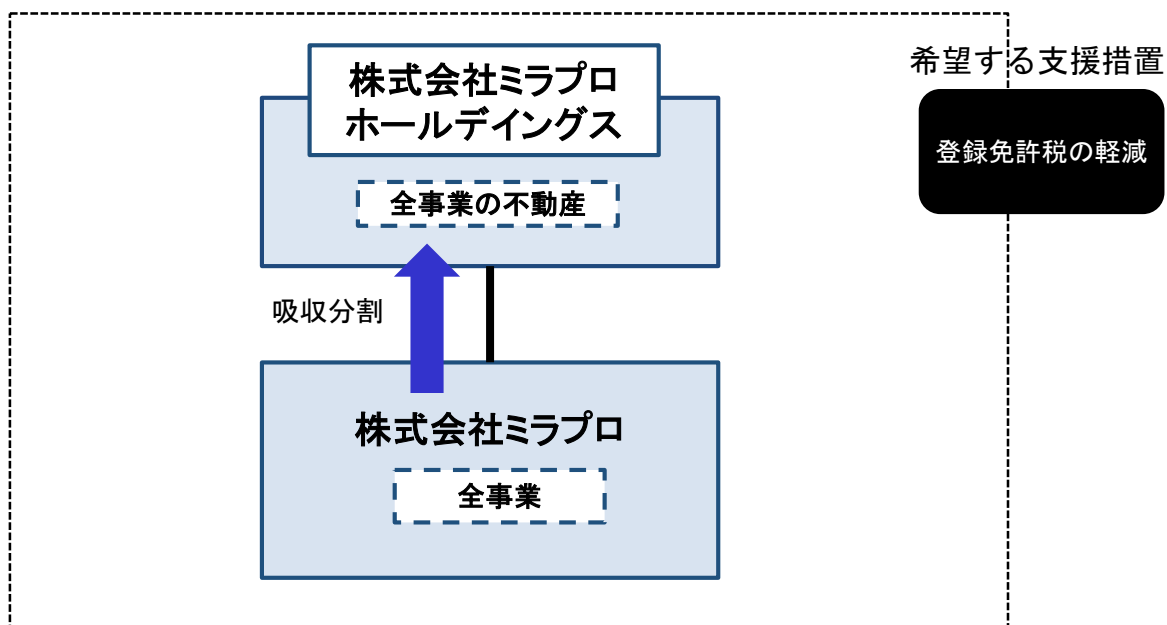 希望する支援措置
登録免許税の軽減
株式会社ミラプロ
ホールデイングス
全事業の不動産
吸収分割
株式会社ミラプロ
全事業